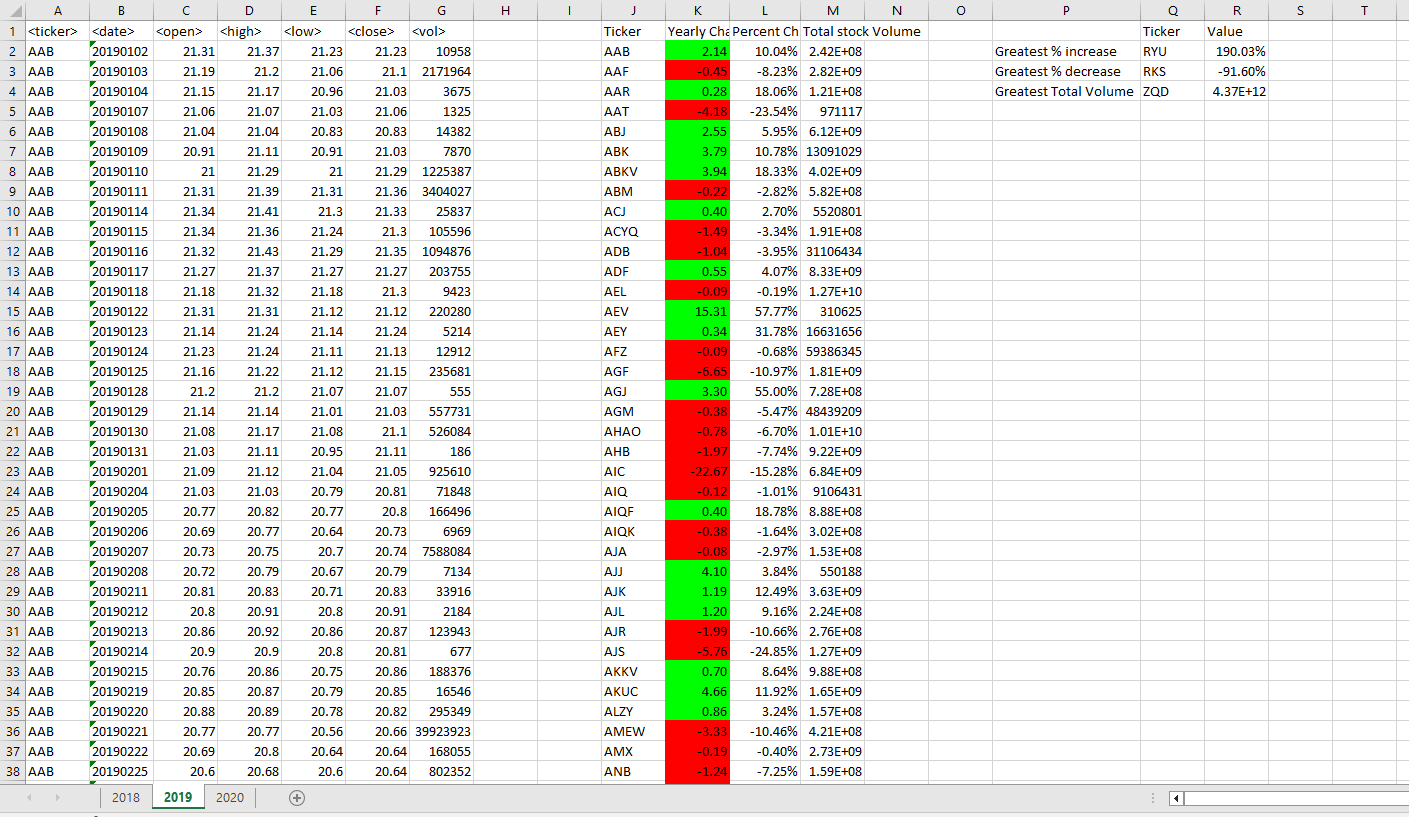 A B C D E F G H I J K L M N O P Q R S T
1 <ticker> <date> <open> <high> <low> <close> <vol> Ticker Yearly Cha Percent Ch Total stock Volume Ticker Value
2 AAB 20190102 21.31 21.37 21.23 21.23 10958 AAB 2.14 10.04% 2.42E+08 Greatest % increase RYU 190.03%
3 AAB 20190103 21.19 21.2 21.06 21.1 2171964 AAF -0.45 -8.23% 2.82E+09 Greatest % decrease RKS -91.60%
4 AAB 20190104 21.15 21.17 20.96 21.03 3675 AAR 0.28 18.06% 1.21E+08 Greatest Total Volume ZQD 4.37E+12
5 AAB 20190107 21.06 21.07 21.03 21.06 1325 AAT -4.18 -23.54% 971117
6 AAB 20190108 21.04 21.04 20.83 20.83 14382 ABJ 2.55 5.95% 6.12E+09
7 AAB 20190109 20.91 21.11 20.91 21.03 7870 ABK 3.79 10.78% 13091029
8 AAB 20190110 21 21.29 21 21.29 1225387 ABKV 3.94 18.33% 4.02E+09
9 AAB 20190111 21.31 21.39 21.31 21.36 3404027 ABM -0.22 -2.82% 5.82E+08
10 AAB 20190114 21.34 21.41 21.3 21.33 25837 ACJ 0.40 2.70% 5520801
11 AAB 20190115 21.34 21.36 21.24 21.3 105596 ACYQ -1.49 -3.34% 1.91E+08
12 AAB 20190116 21.32 21.43 21.29 21.35 1094876 ADB -1.04 -3.95% 31106434
13 AAB 20190117 21.27 21.37 21.27 21.27 203755 ADF 0.55 4.07% 8.33E+09
14 AAB 20190118 21.18 21.32 21.18 21.3 9423 AEL -0.09 -0.19% 1.27E+10
15 AAB 20190122 21.31 21.31 21.12 21.12 220280 AEV 15.31 57.77% 310625
16 AAB 20190123 21.14 21.24 21.14 21.24 5214 AEY 0.34 31.78% 16631656
17 AAB 20190124 21.23 21.24 21.11 21.13 12912 AFZ -0.09 -0.68% 59386345
18 AAB 20190125 21.16 21.22 21.12 21.15 235681 AGF -6.65 -10.97% 1.81E+09
19 AAB 20190128 21.2 21.2 21.07 21.07 555 AGJ 3.30 55.00% 7.28E+08
20 AAB 20190129 21.14 21.14 21.01 21.03 557731 AGM -0.38 -5.47% 48439209
21 AAB 20190130 21.08 21.17 21.08 21.1 526084 AHAO -0.78 -6.70% 1.01E+10
22 AAB 20190131 21.03 21.11 20.95 21.11 186 AHB -1.97 -7.74% 9.22E+09
23 AAB 20190201 21.09 21.12 21.04 21.05 925610 AIC -22.67 -15.28% 6.84E+09
24 AAB 20190204 21.03 21.03 20.79 20.81 71848 AIQ -0.12 -1.01% 9106431
25 AAB 20190205 20.77 20.82 20.77 20.8 166496 AIQF 0.40 18.78% 8.88E+08
26 AAB 20190206 20.69 20.77 20.64 20.73 6969 AIQK -0.38 -1.64% 3.02E+08
27 AAB 20190207 20.73 20.75 20.7 20.74 7588084 AJA -0.08 -2.97% 1.53E+08
28 AAB 20190208 20.72 20.79 20.67 20.79 7134 AJJ 4.10 3.84% 550188
29 AAB 20190211 20.81 20.83 20.71 20.83 33916 AJK 1.19 12.49% 3.63E+09
30 AAB 20190212 20.8 20.91 20.8 20.91 2184 AJL 1.20 9.16% 2.24E+08
31 AAB 20190213 20.86 20.92 20.86 20.87 123943 AJR -1.99 -10.66% 2.76E+08
32 AAB 20190214 20.9 20.9 20.8 20.81 677 AJS -5.76 -24.85% 1.27E+09
33 AAB 20190215 20.76 20.86 20.75 20.86 188376 AKKV 0.70 8.64% 9.88E+08
34 AAB 20190219 20.85 20.87 20.79 20.85 16546 AKUC 4.66 11.92% 1.65E+09
35 AAB 20190220 20.88 20.89 20.78 20.82 295349 ALZY 0.86 3.24% 1.57E+08
36 AAB 20190221 20.77 20.77 20.56 20.66 39923923 AMEW -3.33 -10.46% 4.21E+08
37 AAB 20190222 20.69 20.8 20.64 20.64 168055 AMX -0.19 -0.40% 2.73E+09
38 AAB 20190225 20.6 20.68 20.6 20.64 802352 ANB -1.24 -7.25% 1.59E+08
2018 2019 2020